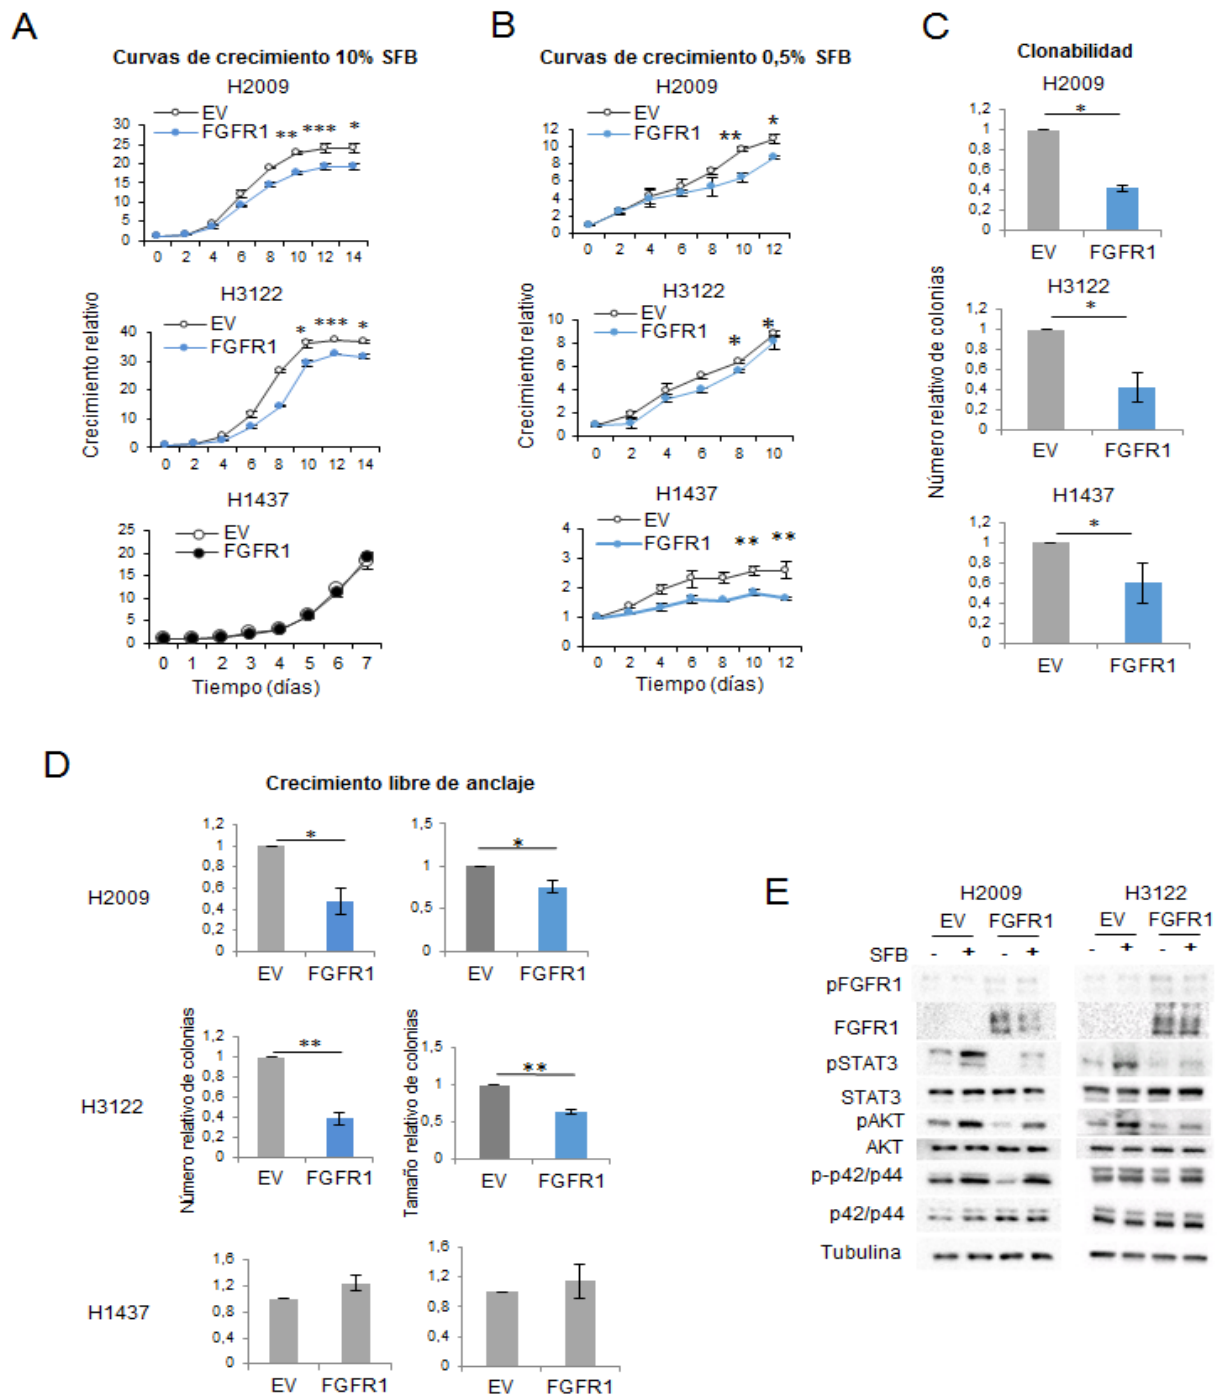 A
Curvas de crecimiento 10% SFB
H2009
EV
FGFR1
** *** *
30
25
20
15
10
5
0
0 2 4 6 8 10 12 14
H3122
EV
FGFR1
* *** *
40
30
20
10
0
0 2 4 6 8 10 12 14
Crecimiento relativo
H1437
EV
FGFR1
25
20
15
10
5
0
0 1 2 3 4 5 6 7
Tiempo (días)
B
Curvas de crecimiento 0,5% SFB
H2009
EV
FGFR1
** *
12
10
8
6
4
2
0
0 2 4 6 8 10 12
H3122
EV
FGFR1
* *
10
8
6
4
2
0
0 2 4 6 8 10
Crecimiento relativo
H1437
EV
FGFR1
** **
4
3
2
1
0
0 2 4 6 8 10 12
Tiempo (días)
C
Clonabilidad
H2009
*
1,2
1
0,8
0,6
0,4
0,2
0
EV FGFR1
H3122
*
1,2
1
0,8
0,6
0,4
0,2
0
EV FGFR1
Número relativo de colonias
H1437
*
1,2
1
0,8
0,6
0,4
0,2
0
EV FGFR1
D
Crecimiento libre de anclaje
H2009
*
1,2
1
0,8
0,6
0,4
0,2
0
EV FGFR1
*
1,5
1
0,5
0
EV FGFR1
H3122
**
1,2
1
0,8
0,6
0,4
0,2
0
EV FGFR1
Número relativo de colonias
**
1,5
1
0,5
0
EV FGFR1
Tamaño relativo de colonias
H1437
1,6
1,2
0,8
0,4
0
EV FGFR1
1,6
1,2
0,8
0,4
0
EV FGFR1
E
H2009 H3122
EV FGFR1 EV FGFR1
SFB - + - + - + - +
pFGFR1
FGFR1
pSTAT3
STAT3
pAKT
AKT
p-p42/p44
p42/p44
Tubulina